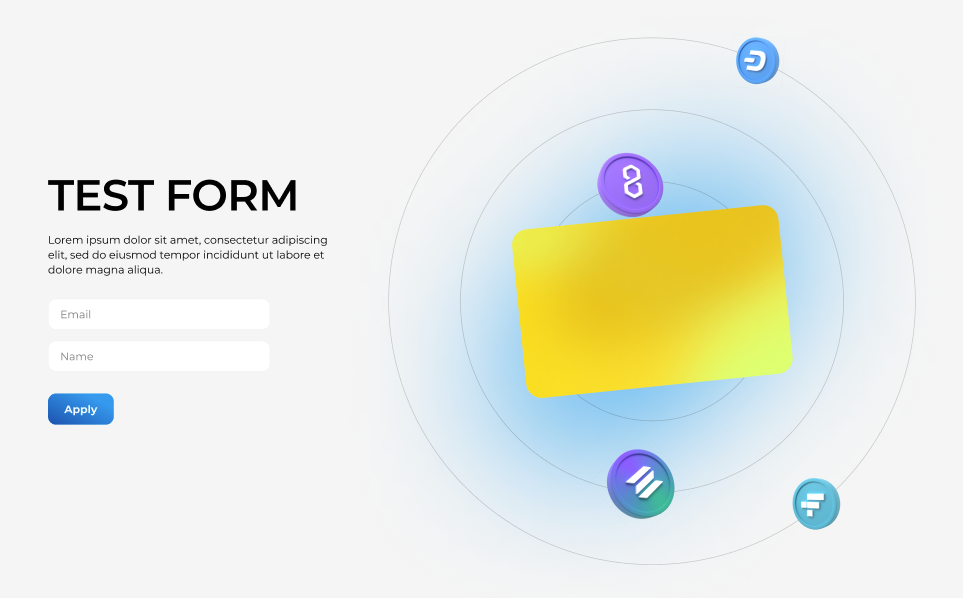 TEST FORM
Lorem ipsum dolor sit amet, consectetur adipiscing
elit, sed do eiusmod tempor incididunt ut labore et
dolore magna aliqua.
Email
Name
Apply